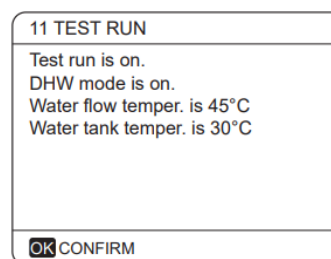 11 TEST RUN
Test run is on.
DHW mode is on.
Water flow temper. is 45°C
Water tank temper. is 30°C
OK CONFIRM